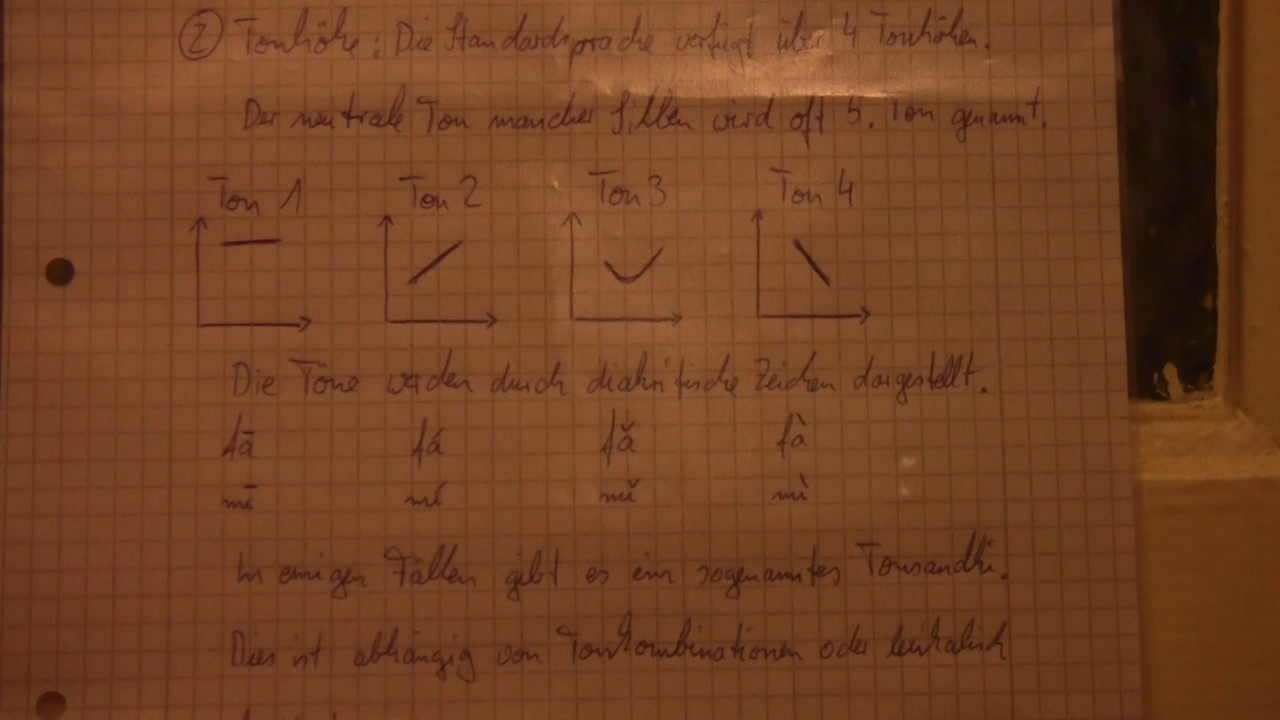 ② Tonhöhe: Die Standardsprache verfügt über 4 Tonhöhen.
Der neutrale Ton mancher Silben wird oft 5. Ton genannt.
Ton 1 Ton 2 Ton 3 Ton 4
Die Töne werden durch diakritische Zeichen dargestellt.
fā fá fǎ fà
mī mí mǐ mì
In einigen Fällen gibt es ein sogenanntes Tonsandhi.
Dies ist abhängig von Tonkombinationen oder lexikalisch